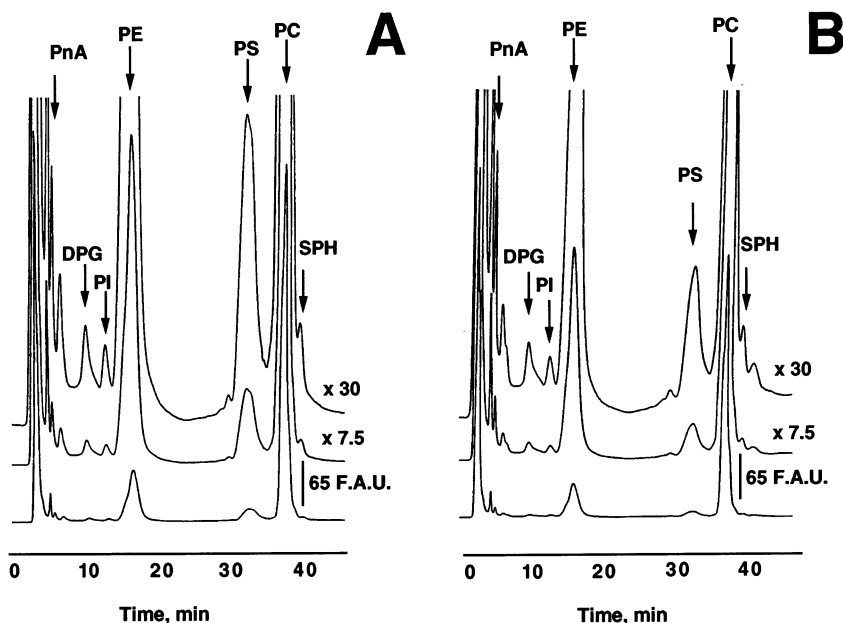 A
PnA
PE
PS
PC
DPG
PI
SPH
x 30
x 7.5
65 F.A.U.
0 10 20 30 40
Time, min
B
PnA
PE
PS
PC
DPG
PI
SPH
x 30
x 7.5
65 F.A.U.
0 10 20 30 40
Time, min